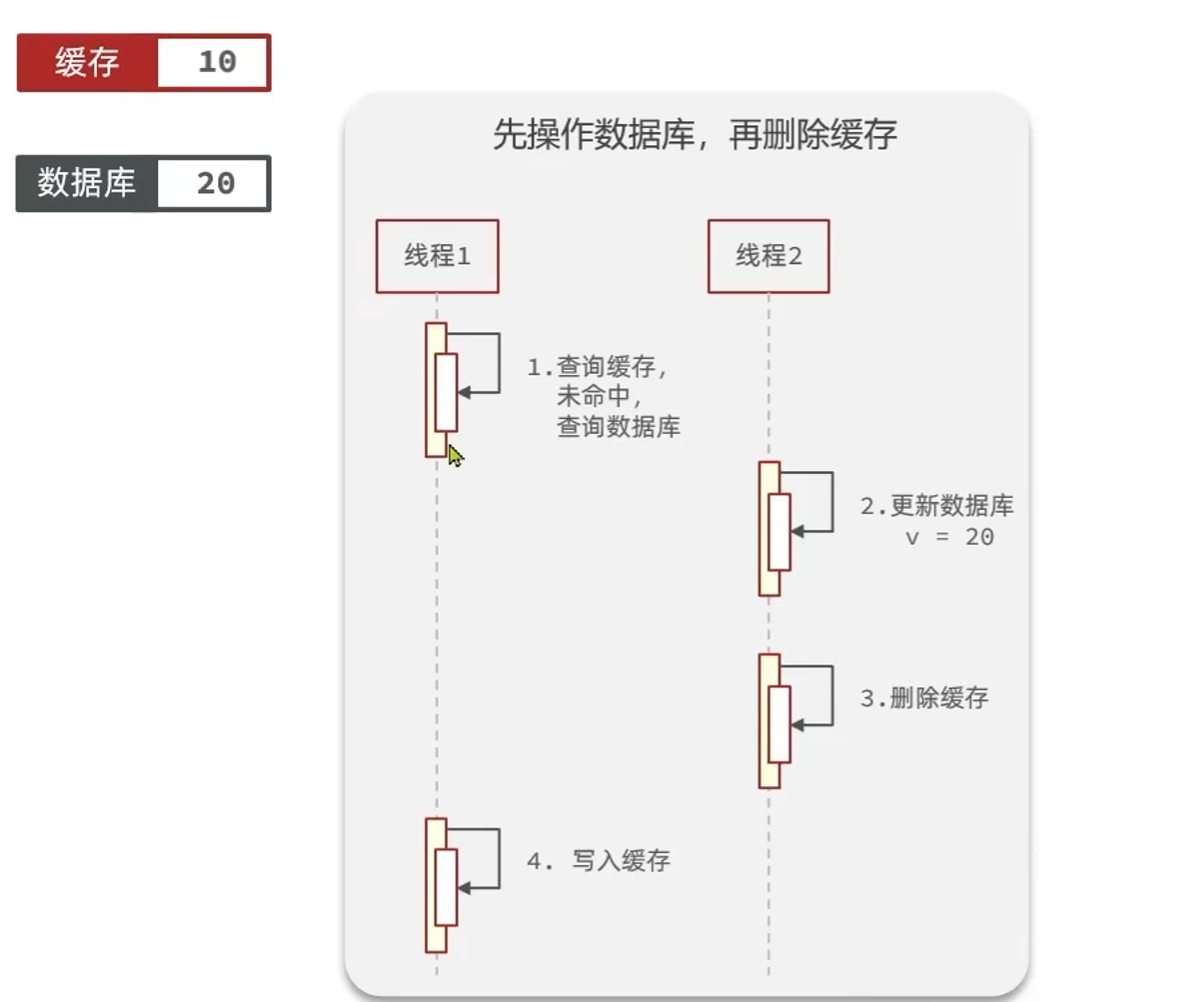 缓存 10
数据库 20
先操作数据库，再删除缓存
线程1 线程2
1.查询缓存，
未命中，
查询数据库
2.更新数据库
v = 20
3.删除缓存
4. 写入缓存